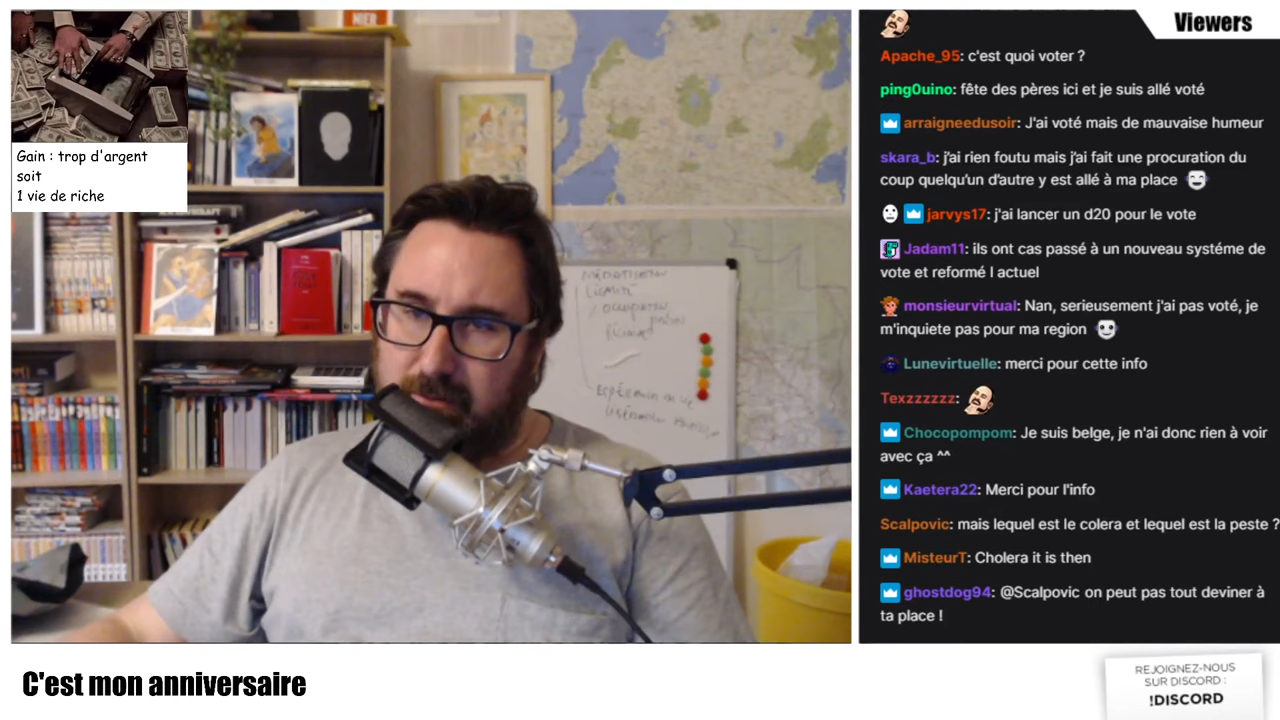 NIER
Gain : trop d'argent
soit
1 vie de riche
Viewers
Apache_95: c'est quoi voter ?
ping0uino: fête des pères ici et je suis allé voté
arraigneedusoir: J'ai voté mais de mauvaise humeur
skara_b: j'ai rien foutu mais j'ai fait une procuration du
coup quelqu'un d'autre y est allé à ma place
jarvys17: j'ai lancer un d20 pour le vote
Jadam11: ils ont cas passé à un nouveau systéme de
vote et reformé l actuel
monsieurvirtual: Nan, serieusement j'ai pas voté, je
m'inquiete pas pour ma region
Lunevirtuelle: merci pour cette info
Texzzzzzz:
Chocopompom: Je suis belge, je n'ai donc rien à voir
avec ça ^^
Kaetera22: Merci pour l'info
Scalpovic: mais lequel est le colera et lequel est la peste ?
MisteurT: Cholera it is then
ghostdog94: @Scalpovic on peut pas tout deviner à
ta place !
C'est mon anniversaire
REJOIGNEZ-NOUS
SUR DISCORD :
!DISCORD